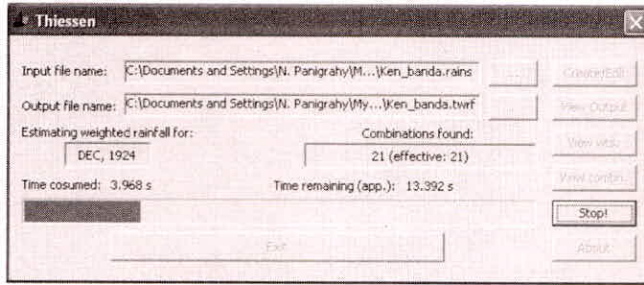 Thiessen
Input file name: C:\Documents and Settings\N. Panigrahy\M...\Ken_banda.rains ... Create/Edit
Output file name: C:\Documents and Settings\N. Panigrahy\My...\Ken_banda.twrf ... View Output
Estimating weighted rainfall for: Combinations found: View wts.
DEC, 1924 21 (effective: 21) View combin.
Time cosumed: 3.968 s Time remaining (app.): 13.392 s
Stop!
Exit About